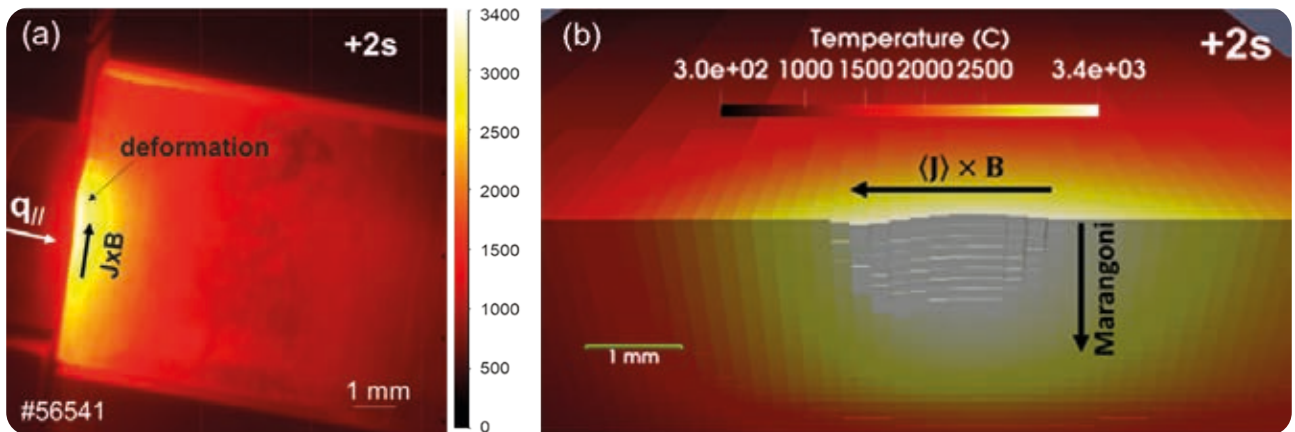 (a)
+2s
deformation
q//
JxB
1 mm
#56541
3400
3000
2500
2000
1500
1000
500
0
(b)
+2s
Temperature (C)
3.0e+02 1000 1500 2000 2500 3.4e+03
⟨J⟩ × B
Marangoni
1 mm